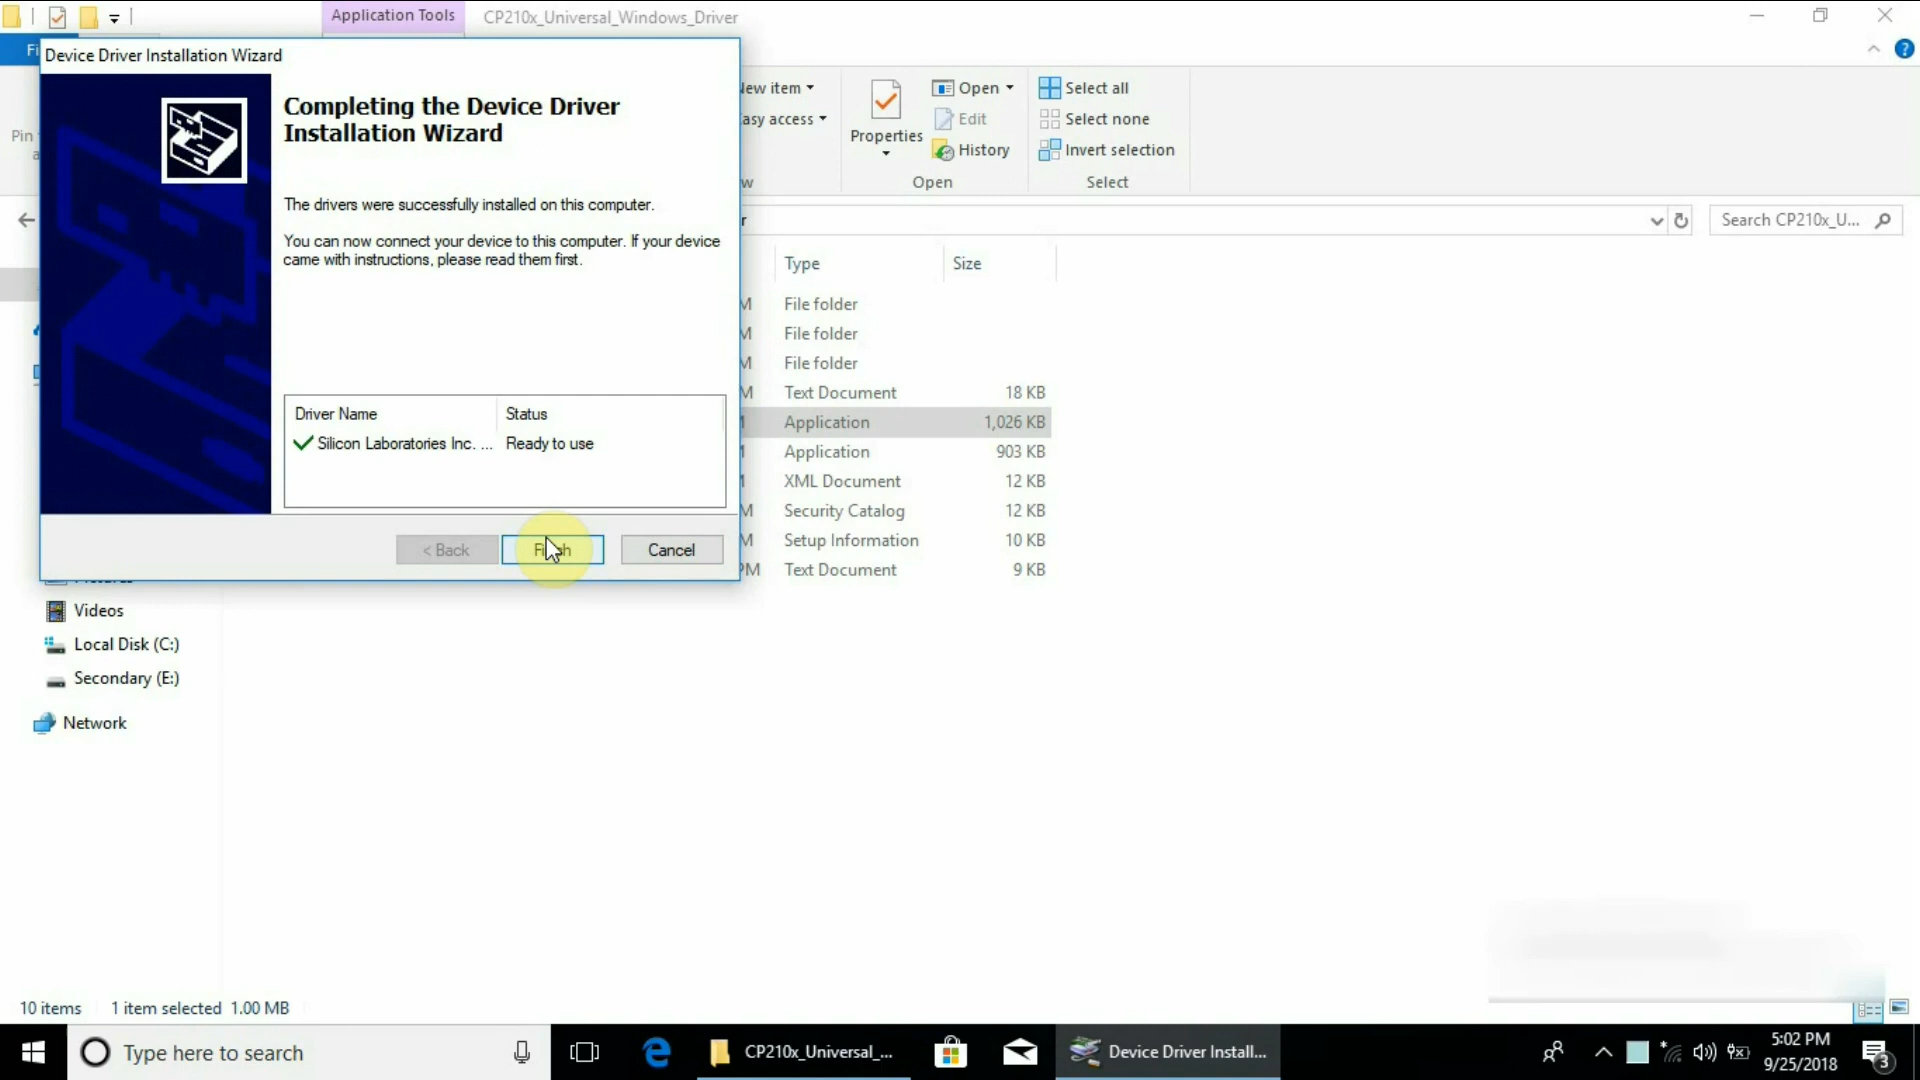 Application Tools
CP210x_Universal_Windows_Driver
Fi
Device Driver Installation Wizard
Completing the Device Driver
Installation Wizard
The drivers were successfully installed on this computer.
You can now connect your device to this computer. If your device
came with instructions, please read them first.
Driver Name Status
Silicon Laboratories Inc. ... Ready to use
< Back
Cancel
Pin
ew item
asy access
w
Properties
Open
Edit
History
Open
Select all
Select none
Invert selection
Select
r
Search CP210x_U...
Type Size
M File folder
M File folder
M File folder
M Text Document 18 KB
Application 1,026 KB
Application 903 KB
XML Document 12 KB
M Security Catalog 12 KB
M Setup Information 10 KB
PM Text Document 9 KB
Videos
Local Disk (C:)
Secondary (E:)
Network
10 items 1 item selected 1.00 MB
Type here to search
CP210x_Universal_...
Device Driver Install...
5:02 PM
9/25/2018
3